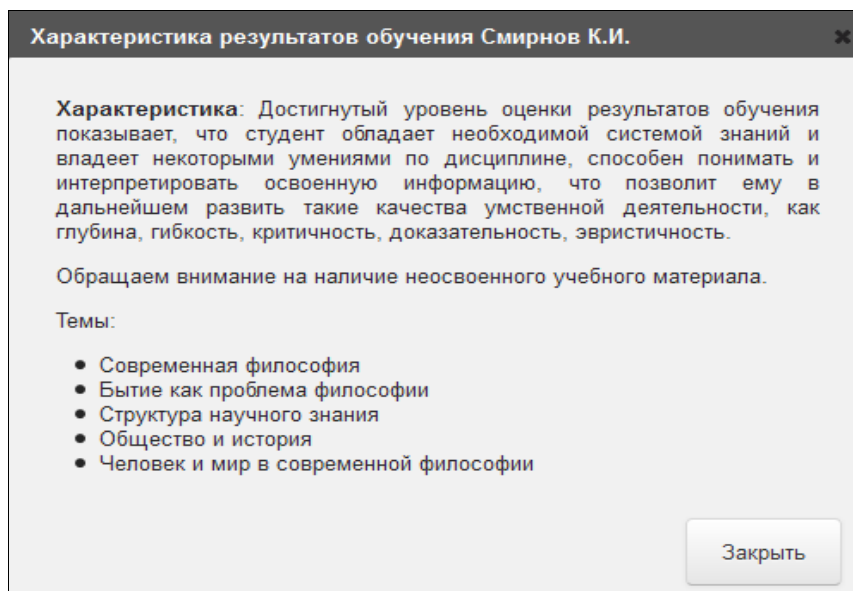 Характеристика результатов обучения Смирнов К.И.
Характеристика: Достигнутый уровень оценки результатов обучения
показывает, что студент обладает необходимой системой знаний и
владеет некоторыми умениями по дисциплине, способен понимать и
интерпретировать освоенную информацию, что позволит ему в
дальнейшем развить такие качества умственной деятельности, как
глубина, гибкость, критичность, доказательность, эвристичность.
Обращаем внимание на наличие неосвоенного учебного материала.
Темы:
Современная философия
Бытие как проблема философии
Структура научного знания
Общество и история
Человек и мир в современной философии
Закрыть